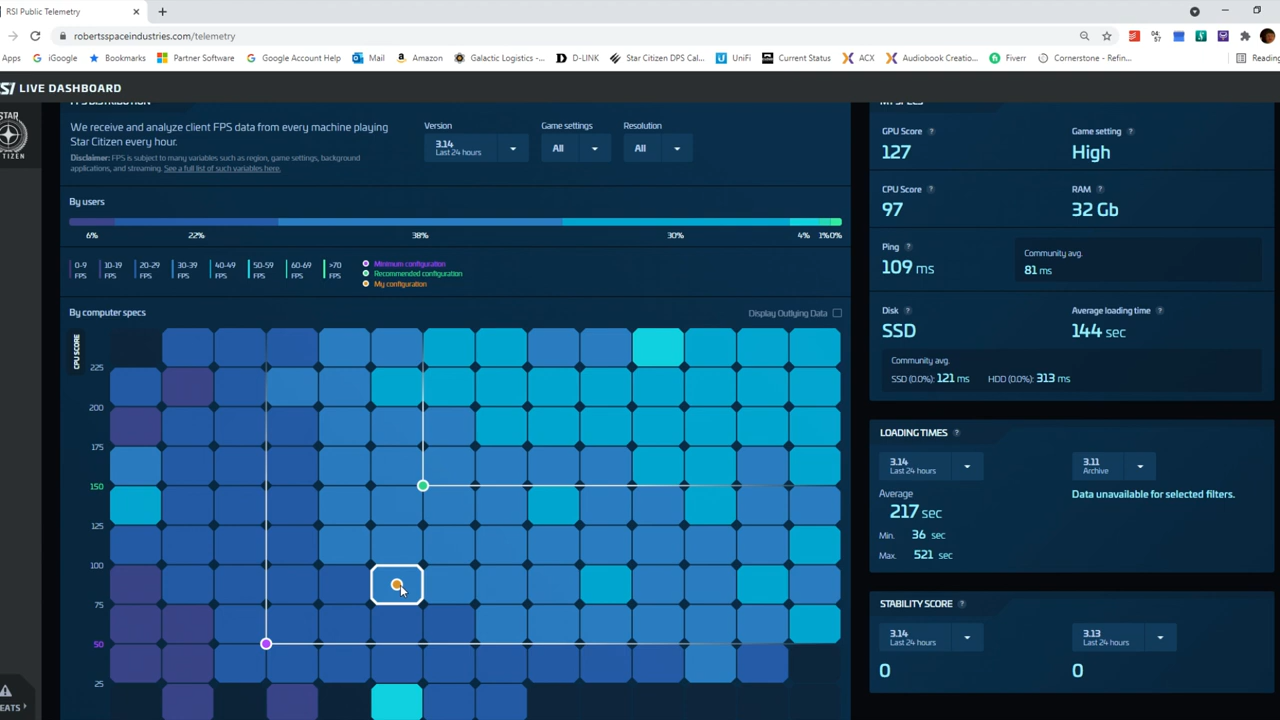 RSI Public Telemetry
robertsspaceindustries.com/telemetry
04:
57
Apps
iGoogle
Bookmarks
Partner Software
Google Account Help
Mail
Amazon
Galactic Logistics -...
D-LINK
Star Citizen DPS Cal...
UniFi
Current Status
ACX
Audiobook Creatio...
Fiverr
Cornerstone - Refin...
Reading
LIVE DASHBOARD
STAR
CITIZEN
FPS DISTRIBUTION
We receive and analyze client FPS data from every machine playing
Star Citizen every hour.
Disclaimer: FPS is subject to many variables such as region, game settings, background
applications, and streaming. See a full list of such variables here.
Version
3.14
Last 24 hours
Game settings
All
Resolution
All
By users
6%
22%
38%
30%
4%
1%
0%
0-9
FPS
10-19
FPS
20-29
FPS
30-39
FPS
40-49
FPS
50-59
FPS
60-69
FPS
>70
FPS
Minimum configuration
Recommended configuration
My configuration
By computer specs
Display Outlying Data
CPU SCORE
225
200
175
150
125
100
75
50
25
MY SPECS
GPU Score ?
127
Game setting ?
High
CPU Score ?
97
RAM ?
32 Gb
Ping ?
109 ms
Community avg.
81 ms
Disk ?
SSD
Average loading time ?
144 sec
Community avg.
SSD (0.0%): 121 ms
HDD (0.0%): 313 ms
LOADING TIMES ?
3.14
Last 24 hours
3.11
Archive
Average
217 sec
Min. 36 sec
Max. 521 sec
Data unavailable for selected filters.
STABILITY SCORE ?
3.14
Last 24 hours
3.13
Last 24 hours
0
0
EATS